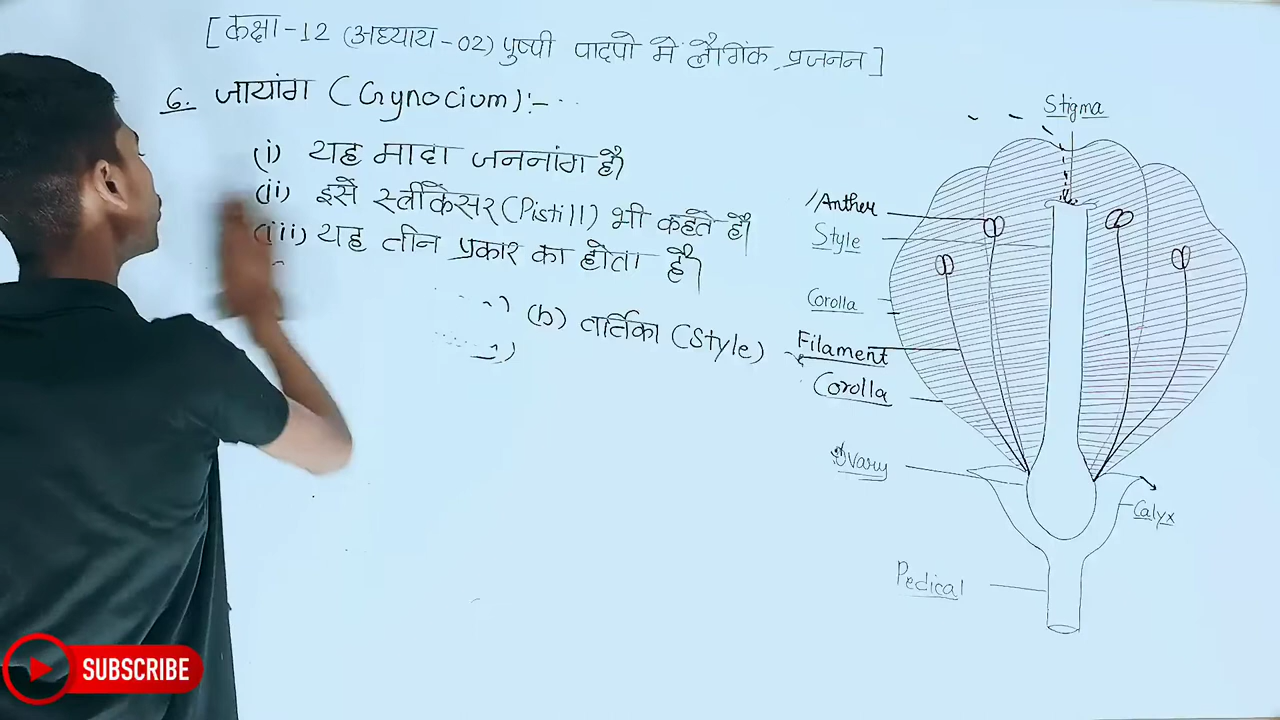 [कक्षा-12 (अध्याय-02) पुष्पी पादपो में लैगिंक प्रजनन]
6. जायांग (Gynocium):-
(i) यह मादा जननांग है।
(ii) इसे स्त्रीकेसर (Pistill) भी कहते है।
(iii) यह तीन प्रकार का होता है।
(b) वर्तिका (Style)
Stigma
Anther
Style
Corolla
Filament
Corolla
Ovary
Calyx
Pedical
SUBSCRIBE